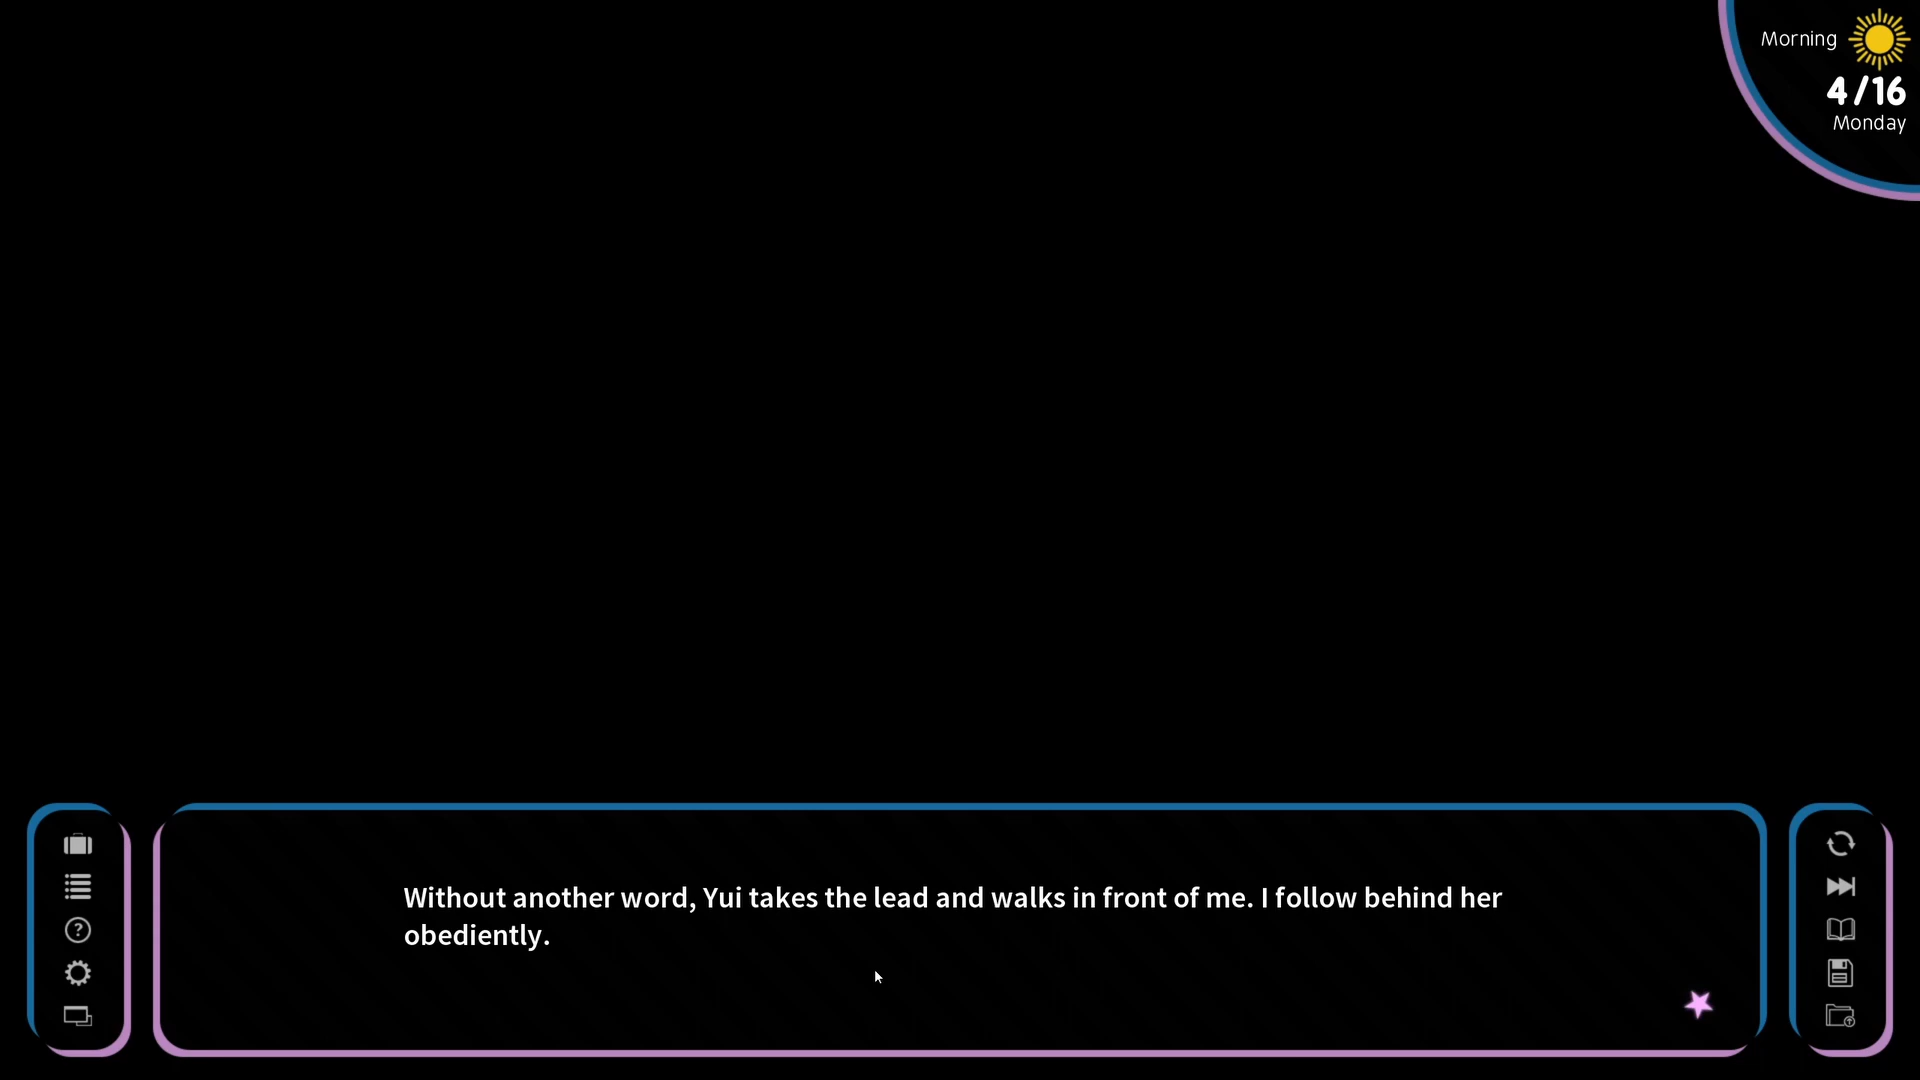 Morning
4/16
Monday
Without another word, Yui takes the lead and walks in front of me. I follow behind her
obediently.